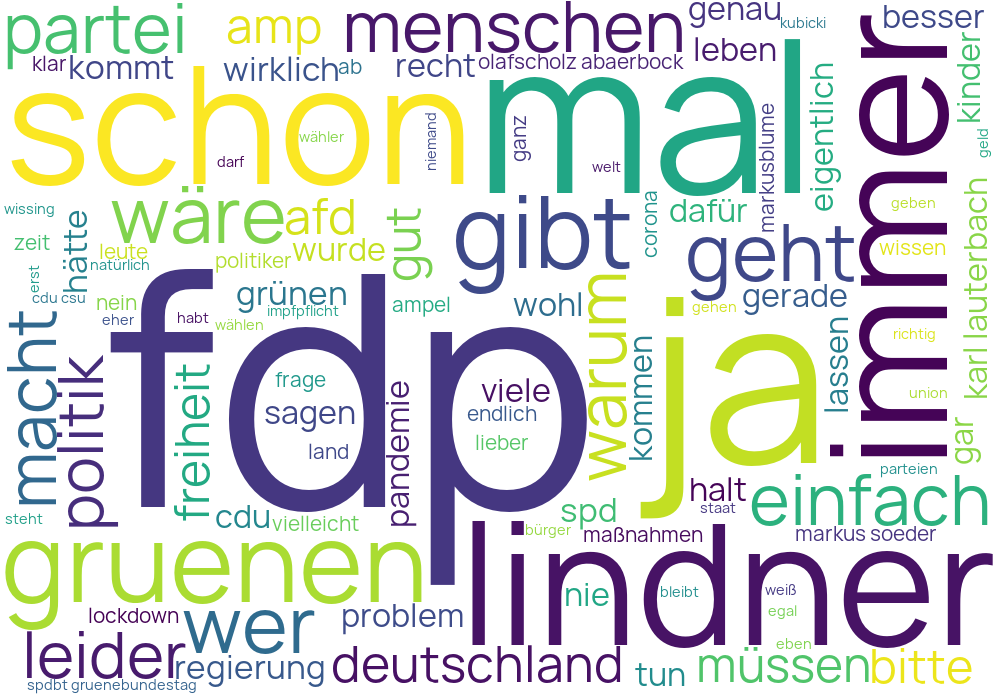 partei
amp
menschen
genau
kubicki
besser
klar
kommt
wirklich
ab
recht
olafscholz abaerbock
leben
kinder
schon
mal
immer
wähler
darf
niemand
ganz
welt
markusblume
eigentlich
geld
wissing
wäre
afd
gut
gibt
corona
dafür
geht
geben
zeit
hätte
leute
natürlich
politiker
wurde
wissen
karl lauterbach
erst
cdu csu
nein
eher
habt
wählen
grünen
impfpflicht
ampel
wohl
warum
gehen
gerade
richtig
macht
politik
freiheit
fdp
frage
sagen
land
pandemie
viele
endlich
lieber
kommen
ja
lassen
union
gar
parteien
steht
cdu
vielleicht
spd
bürger
maßnahmen
halt
staat
einfach
markus soeder
gruenen
lindner
nie
bleibt
weiß
egal
eben
lockdown
wer
problem
leider
regierung
deutschland
tun
müssen
bitte
spdbt gruenebundestag